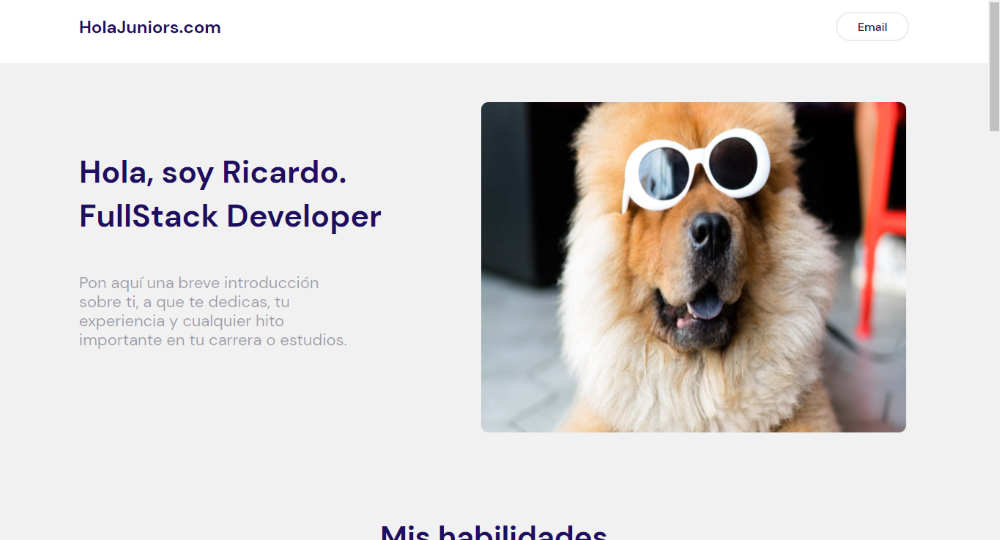 HolaJuniors.com
Email
Hola, soy Ricardo.
FullStack Developer
Pon aquí una breve introducción
sobre ti, a que te dedicas, tu
experiencia y cualquier hito
importante en tu carrera o estudios.
Mis habilidades